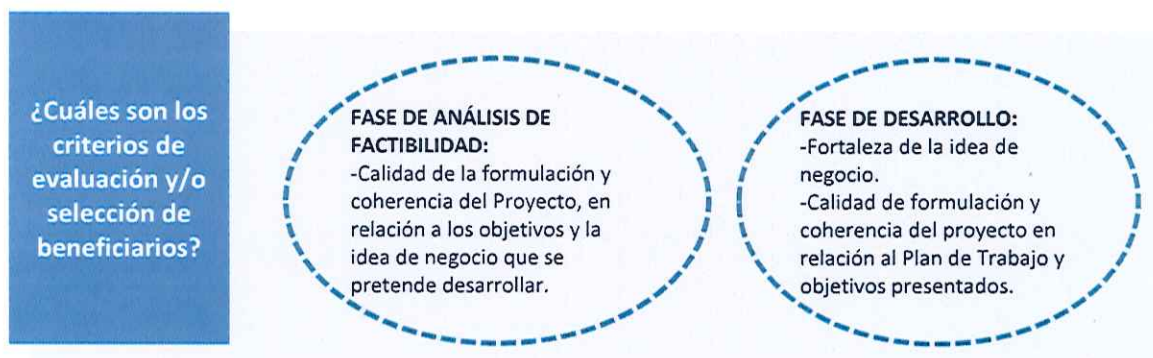 ¿Cuáles son los
criterios de
evaluación y/o
selección de
beneficiarios?
FASE DE ANÁLISIS DE
FACTIBILIDAD:
-Calidad de la formulación y
coherencia del Proyecto, en
relación a los objetivos y la
idea de negocio que se
pretende desarrollar.
FASE DE DESARROLLO:
-Fortaleza de la idea de
negocio.
-Calidad de formulación y
coherencia del proyecto en
relación al Plan de Trabajo y
objetivos presentados.